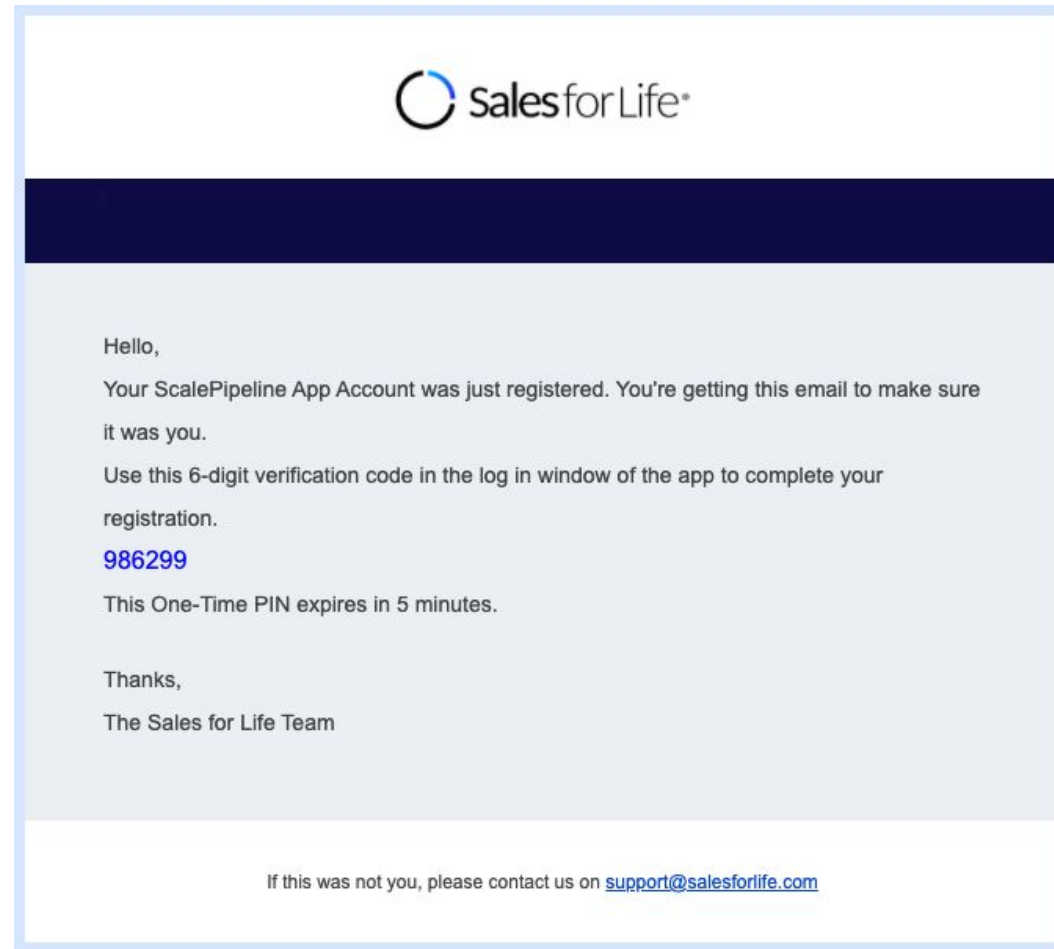 Sales for Life®
Hello,
Your ScalePipeline App Account was just registered. You're getting this email to make sure
it was you.
Use this 6-digit verification code in the log in window of the app to complete your
registration.
986299
This One-Time PIN expires in 5 minutes.
Thanks,
The Sales for Life Team
If this was not you, please contact us on support@salesforlife.com